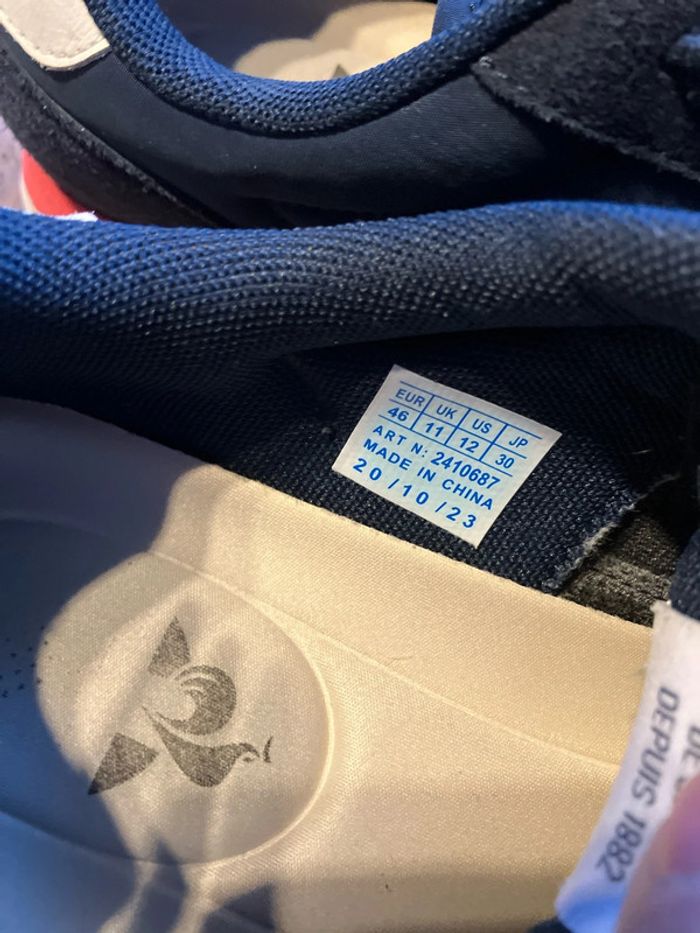 EUR UK US JP
46 11 12 30
ART N: 2410687
MADE IN CHINA
20/10/23
DEPUIS 1882